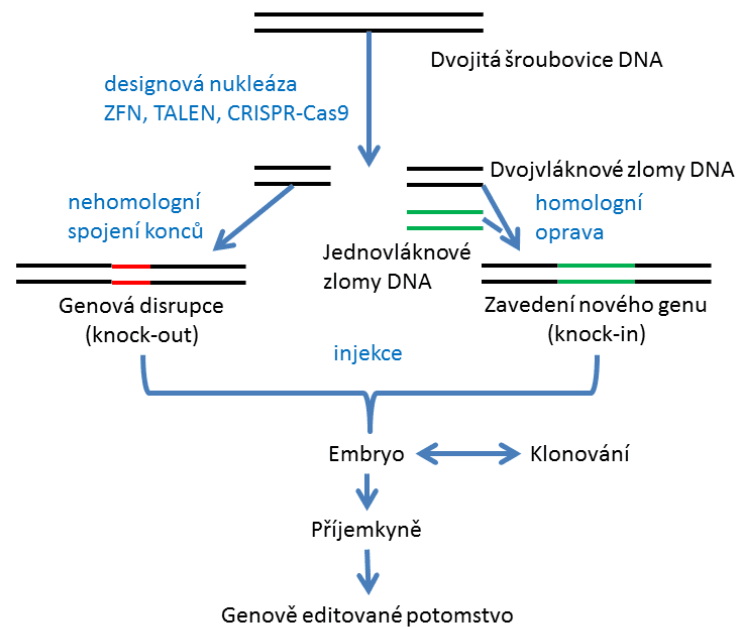 Dvojitá šroubovice DNA
designová nukleáza
ZFN, TALEN, CRISPR-Cas9
Dvojvláknové zlomy DNA
nehomologní
spojení konců
homologní
oprava
Jednovláknové
zlomy DNA
Genová disrupce
(knock-out)
Zavedení nového genu
(knock-in)
injekce
Embryo
Klonování
Příjemkyně
Genově editované potomstvo